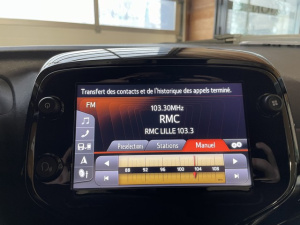 Transfert des contacts et de l'historique des appels terminé.
FM
103.30MHz
RMC
RMC LILLE 103.3
Présélections Stations Manuel
88 92 96 100 104 108